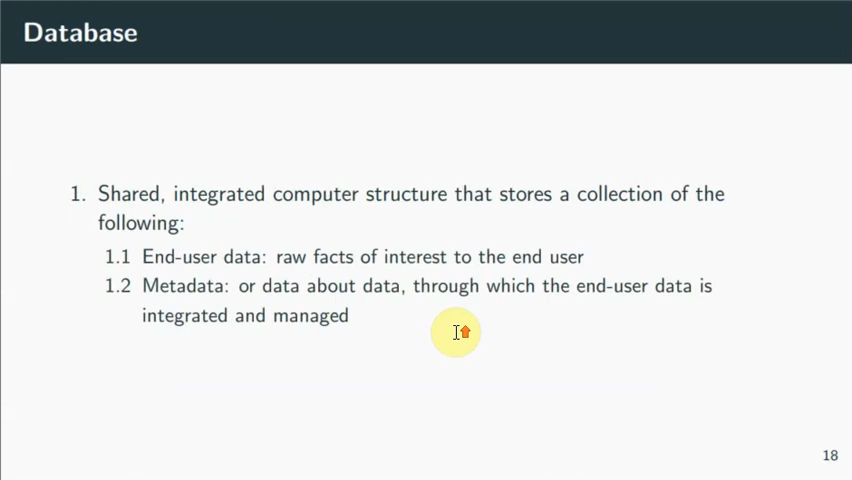 Database
1. Shared, integrated computer structure that stores a collection of the
following:
1.1 End-user data: raw facts of interest to the end user
1.2 Metadata: or data about data, through which the end-user data is
integrated and managed
18